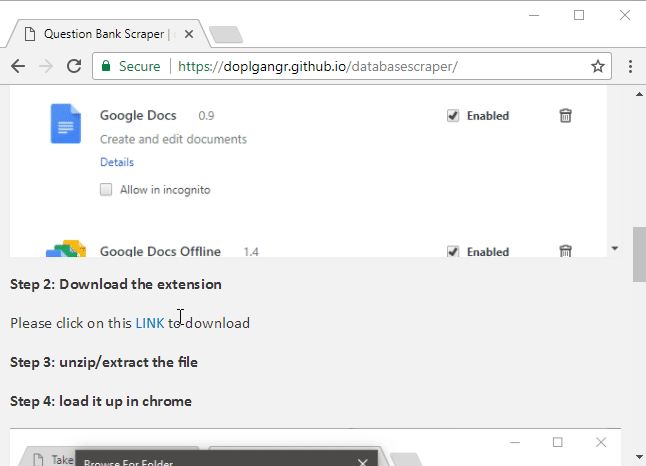 Question Bank Scraper |
Secure | https://doplgangr.github.io/databasescraper/
Google Docs 0.9 Enabled
Create and edit documents
Details
Allow in incognito
Google Docs Offline 1.4 Enabled
Step 2: Download the extension
Please click on this LINK to download
Step 3: unzip/extract the file
Step 4: load it up in chrome
Take
Browse For Folder